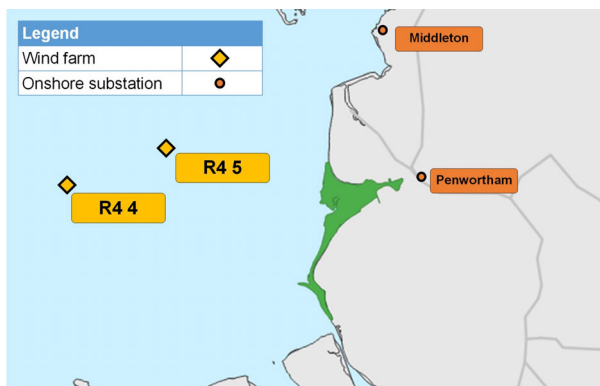 Legend
Wind farm
Onshore substation
Middleton
R4 5
Penwortham
R4 4